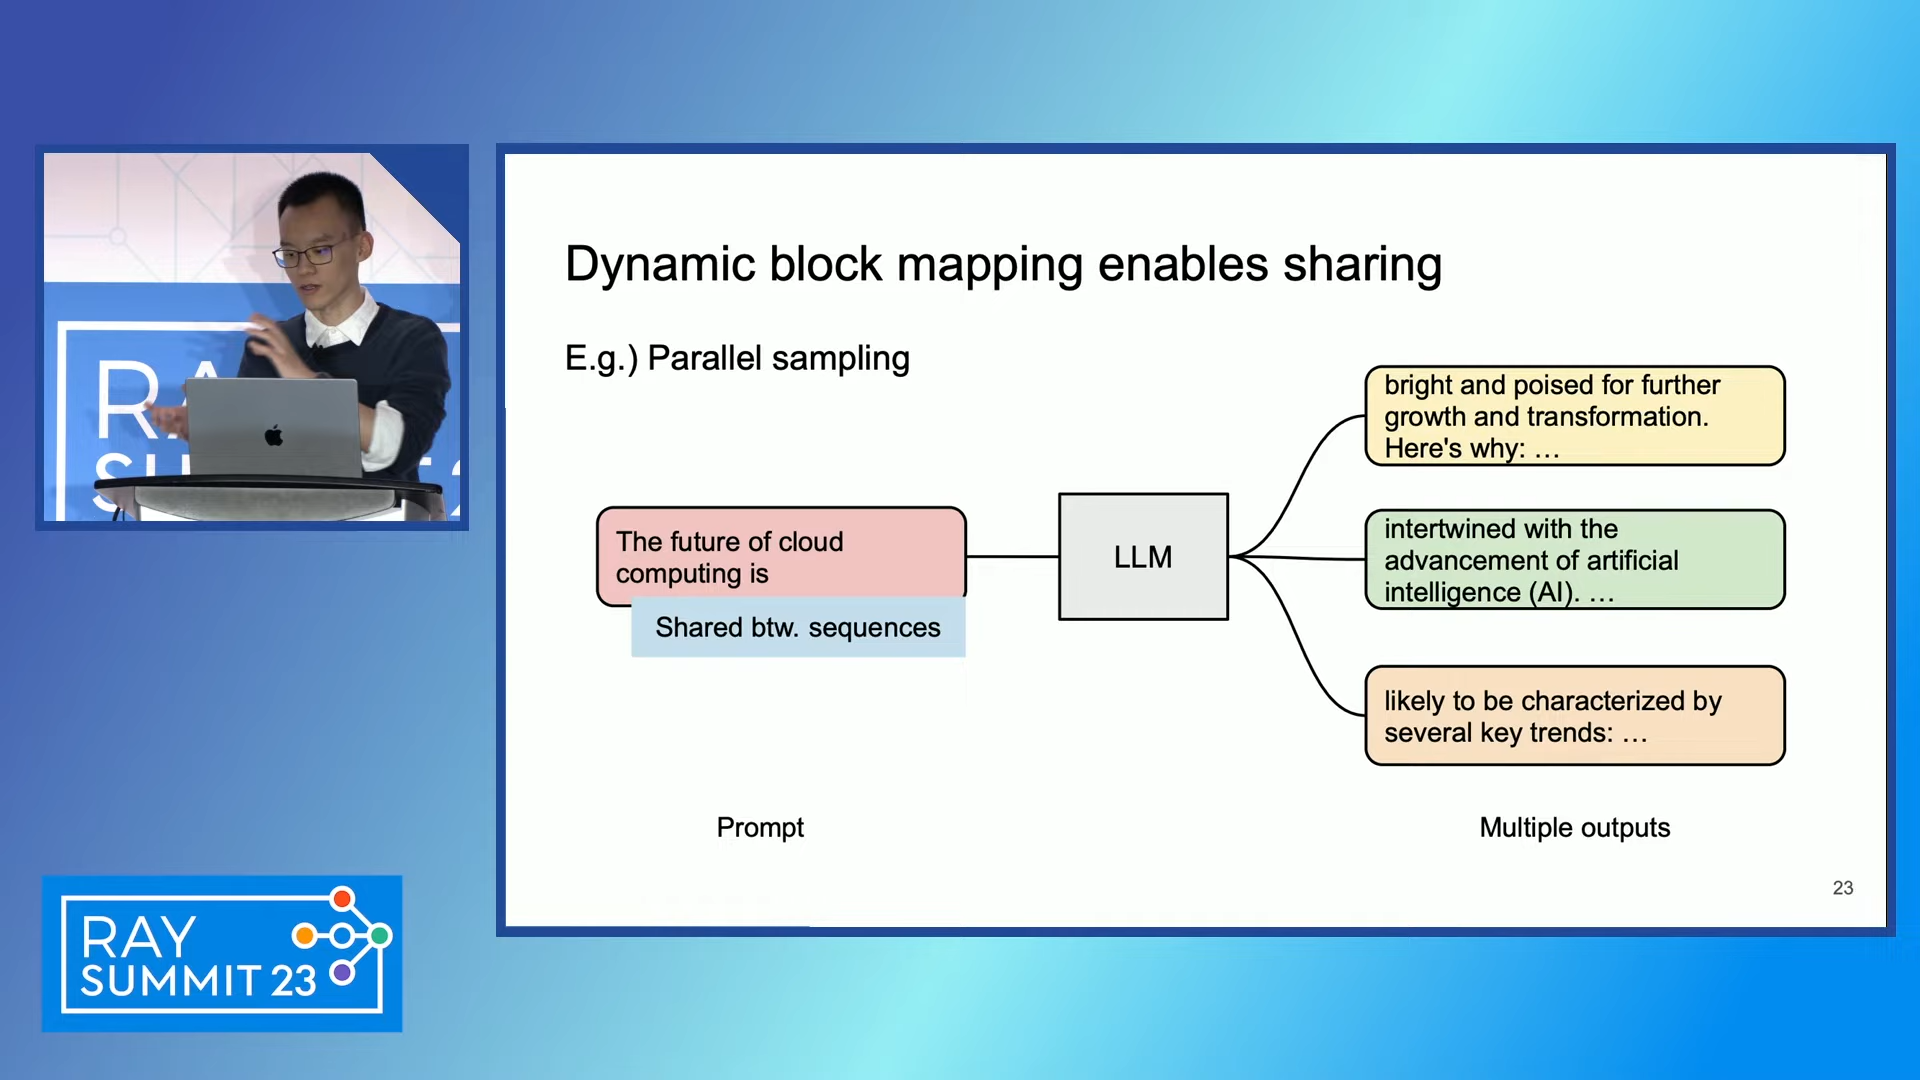 Dynamic block mapping enables sharing
E.g.) Parallel sampling
The future of cloud
computing is
Shared btw. sequences
LLM
bright and poised for further
growth and transformation.
Here's why: …
intertwined with the
advancement of artificial
intelligence (AI). …
likely to be characterized by
several key trends: …
Prompt
Multiple outputs
23
RAY
SUMMIT 23